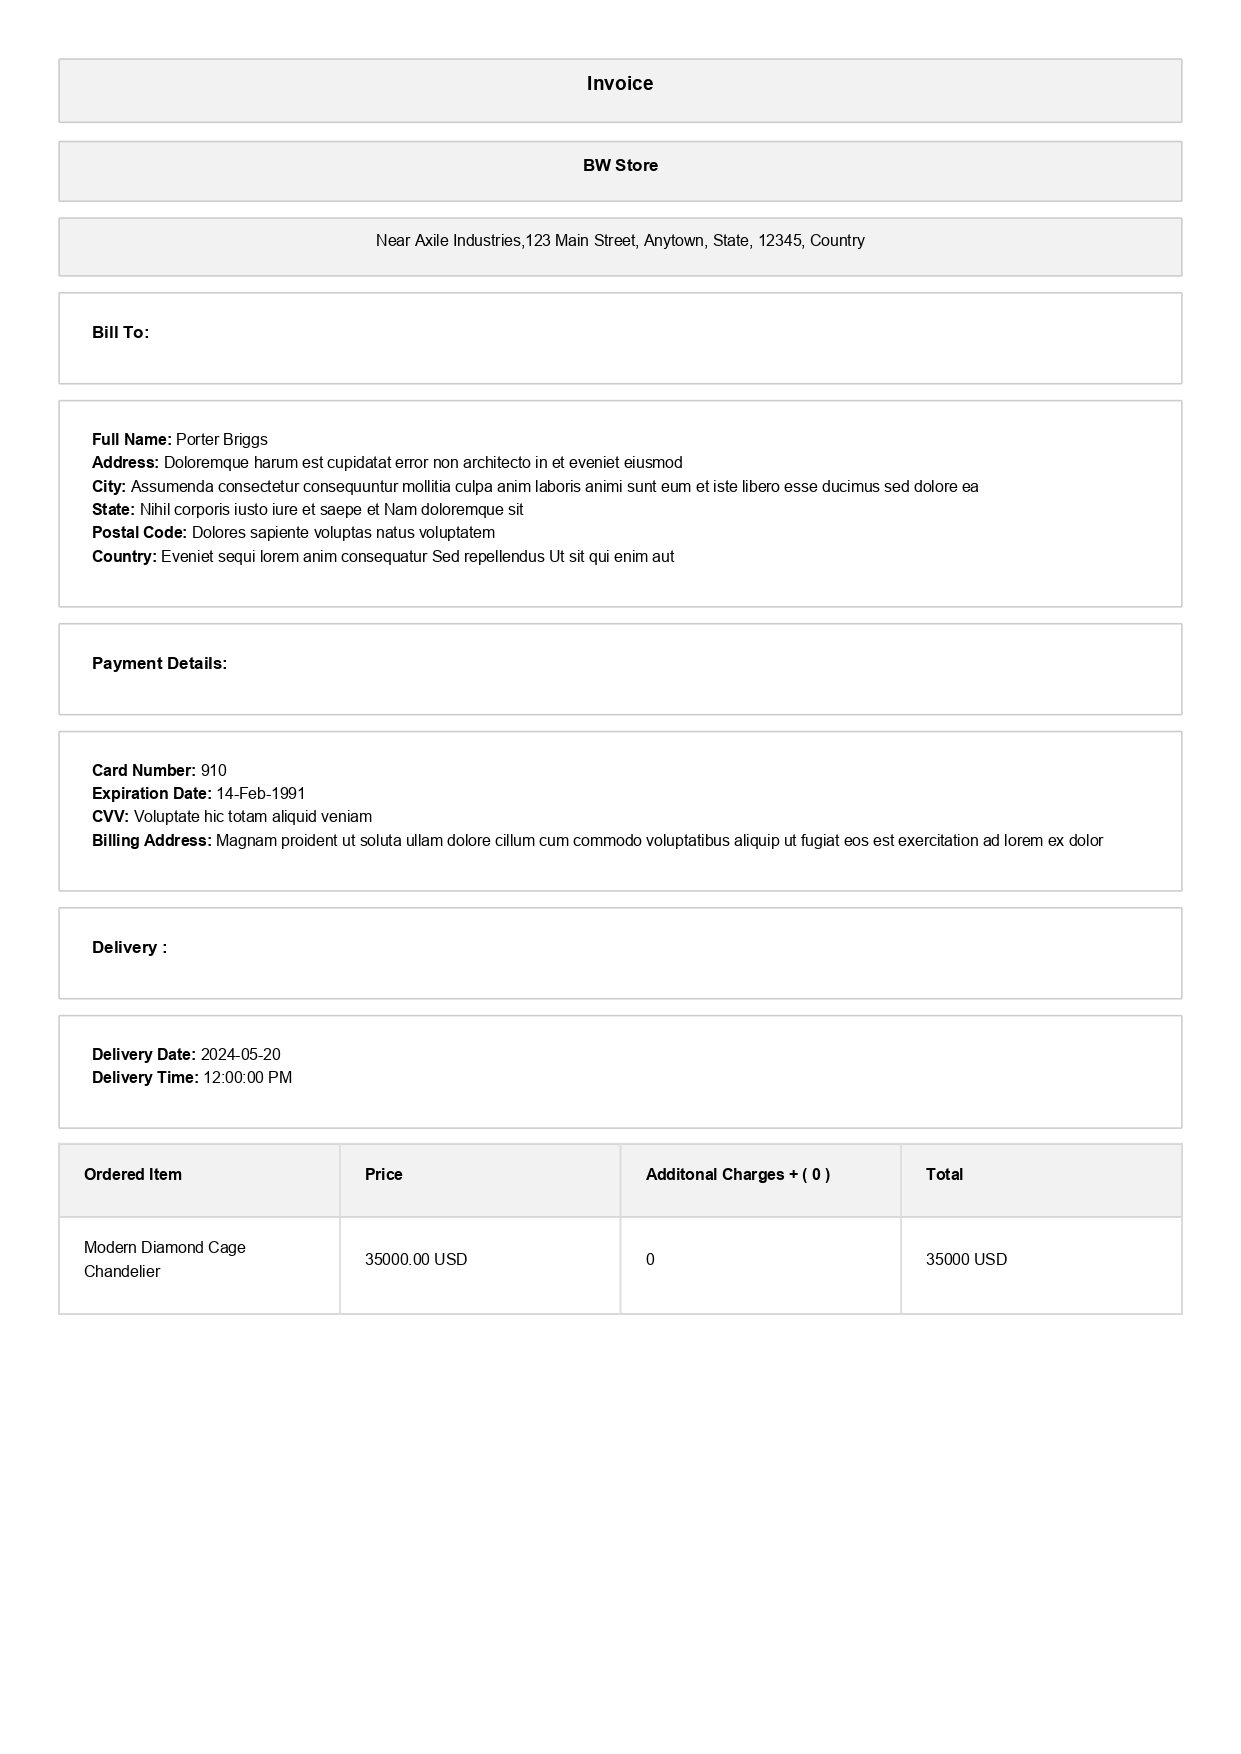 Invoice
BW Store
Near Axile Industries,123 Main Street, Anytown, State, 12345, Country
Bill To:
Full Name: Porter Briggs
Address: Doloremque harum est cupidatat error non architecto in et eveniet eiusmod
City: Assumenda consectetur consequuntur mollitia culpa anim laboris animi sunt eum et iste libero esse ducimus sed dolore ea
State: Nihil corporis iusto iure et saepe et Nam doloremque sit
Postal Code: Dolores sapiente voluptas natus voluptatem
Country: Eveniet sequi lorem anim consequatur Sed repellendus Ut sit qui enim aut
Payment Details:
Card Number: 910
Expiration Date: 14-Feb-1991
CVV: Voluptate hic totam aliquid veniam
Billing Address: Magnam proident ut soluta ullam dolore cillum cum commodo voluptatibus aliquip ut fugiat eos est exercitation ad lorem ex dolor
Delivery :
Delivery Date: 2024-05-20
Delivery Time: 12:00:00 PM
Ordered Item Price Additonal Charges + ( 0 ) Total
Modern Diamond Cage
Chandelier
35000.00 USD 0 35000 USD